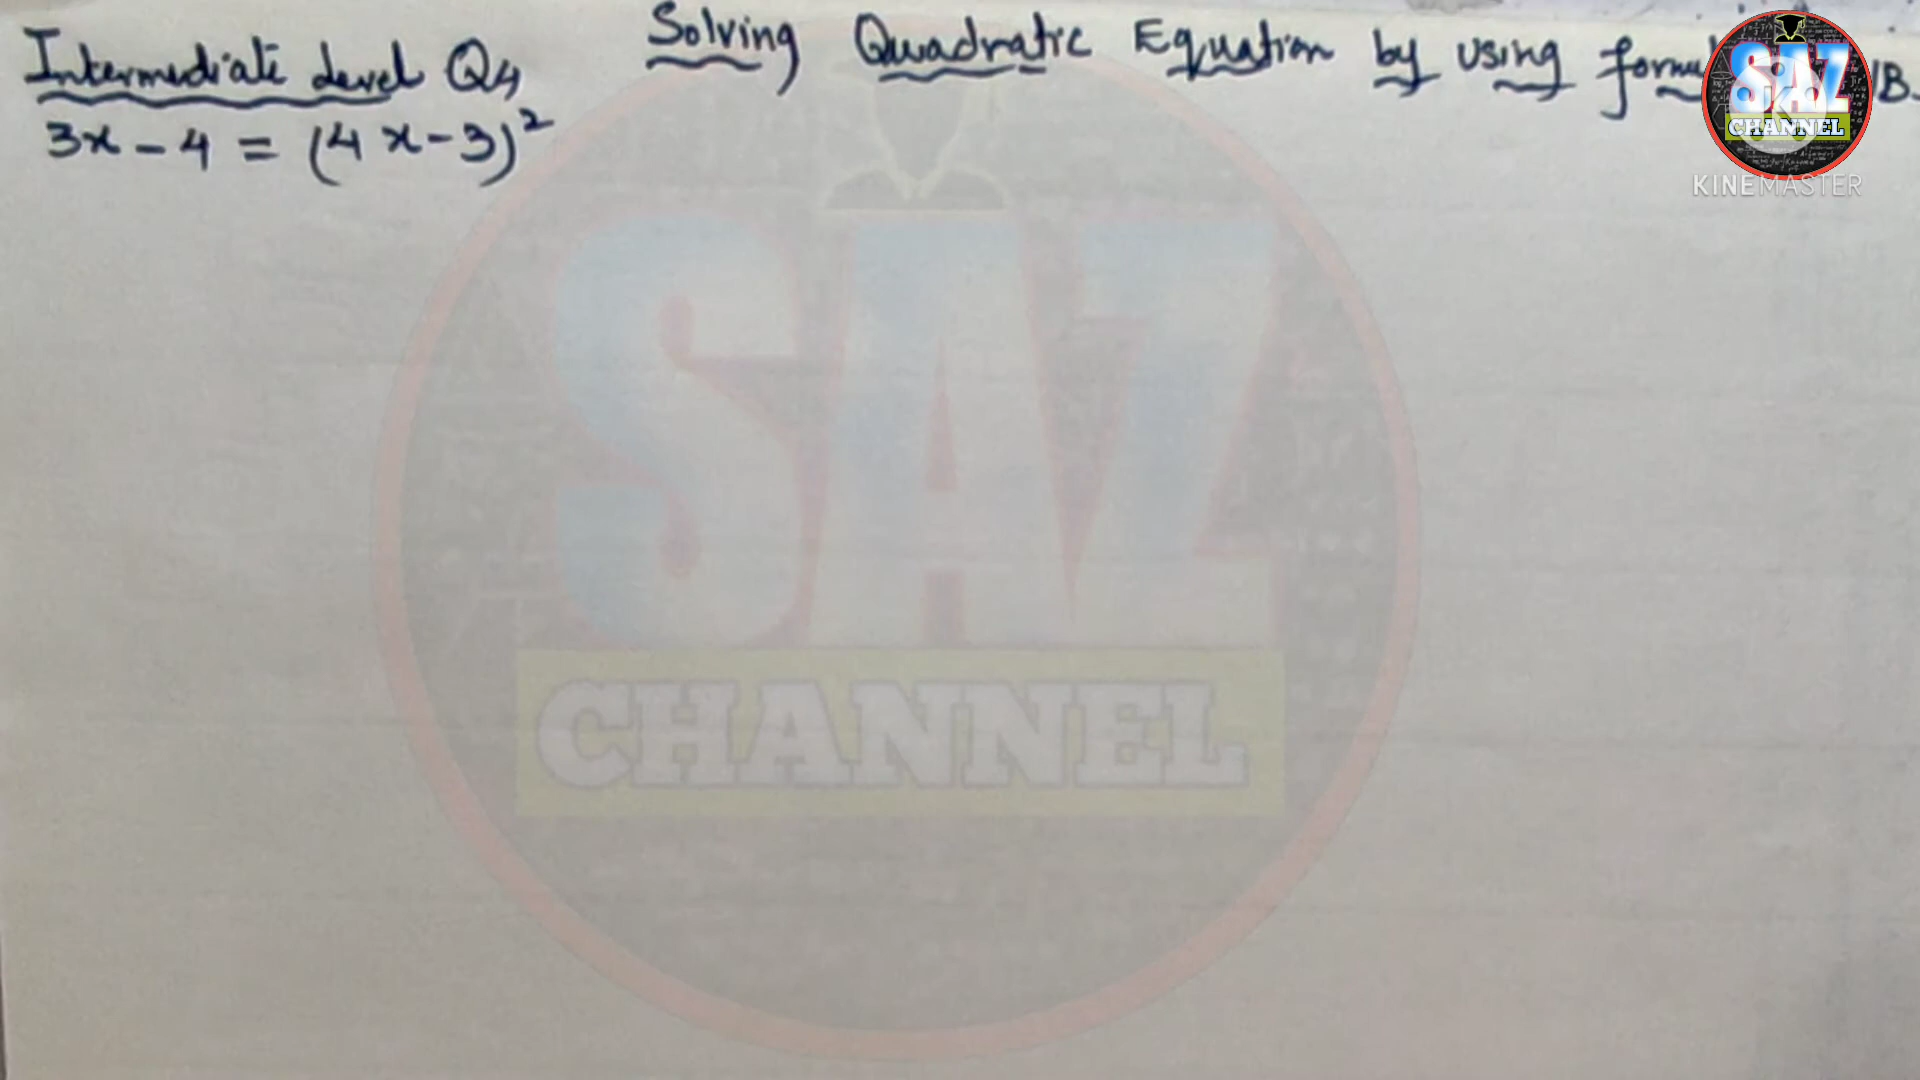 Solving Quadratic Equation by using
Intermediate Level Q4
3x - 4 = (4x - 3)²
SAZ
CHANNEL
KINEMASTER
SAZ
CHANNEL